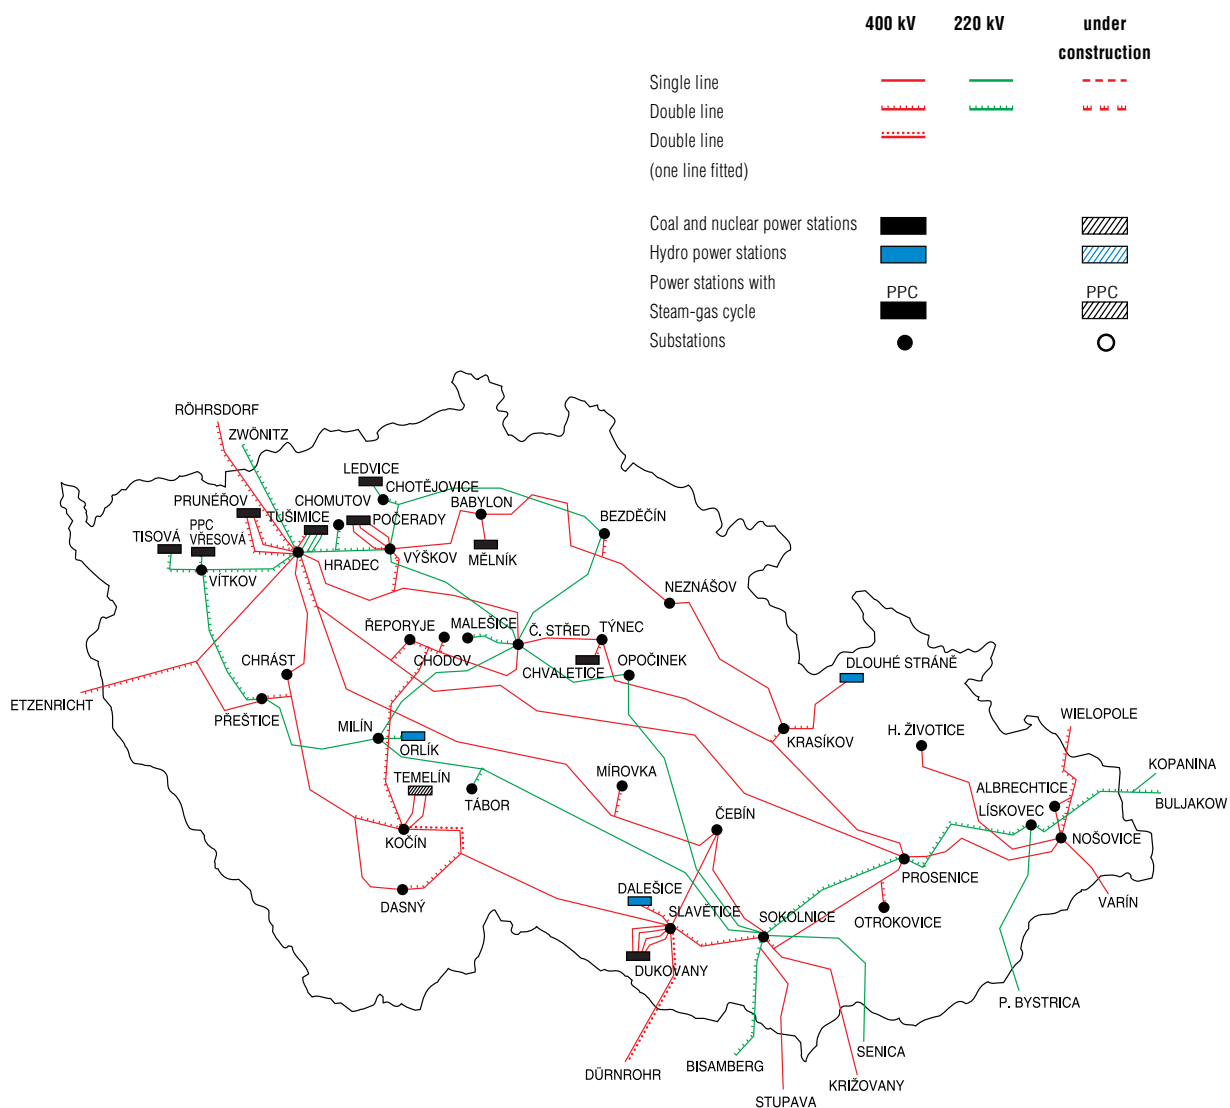 400 kV 220 kV under
construction
Single line
Double line
Double line
(one line fitted)
Coal and nuclear power stations
Hydro power stations
Power stations with
PPC PPC
Steam-gas cycle
Substations
RÖHRSDORF
ZWÖNITZ
LEDVICE
CHOTĚJOVICE
PRUNÉŘOV
CHOMUTOV
BABYLON
TUŠIMICE
POČERADY
BEZDĚČÍN
PPC
TISOVÁ
VŘESOVÁ
VÝŠKOV
MĚLNÍK
HRADEC
VÍTKOV
NEZNÁŠOV
ŘEPORYJE
MALEŠICE
Č. STŘED
TÝNEC
CHODOV
CHRÁST
CHVALETICE
OPOČINEK
DLOUHÉ STRÁNĚ
ETZENRICHT
PŘEŠTICE
MILÍN
ORLÍK
KRASÍKOV
H. ŽIVOTICE
WIELOPOLE
KOPANINA
TEMELÍN
MÍROVKA
ALBRECHTICE
BULJAKOW
TÁBOR
LÍSKOVEC
ČEBÍN
KOČÍN
NOŠOVICE
PROSENICE
DASNÝ
DALEŠICE
VARÍN
SLAVĚTICE
SOKOLNICE
OTROKOVICE
DUKOVANY
P. BYSTRICA
SENICA
BISAMBERG
DÜRNROHR
KRIŽOVANY
STUPAVA